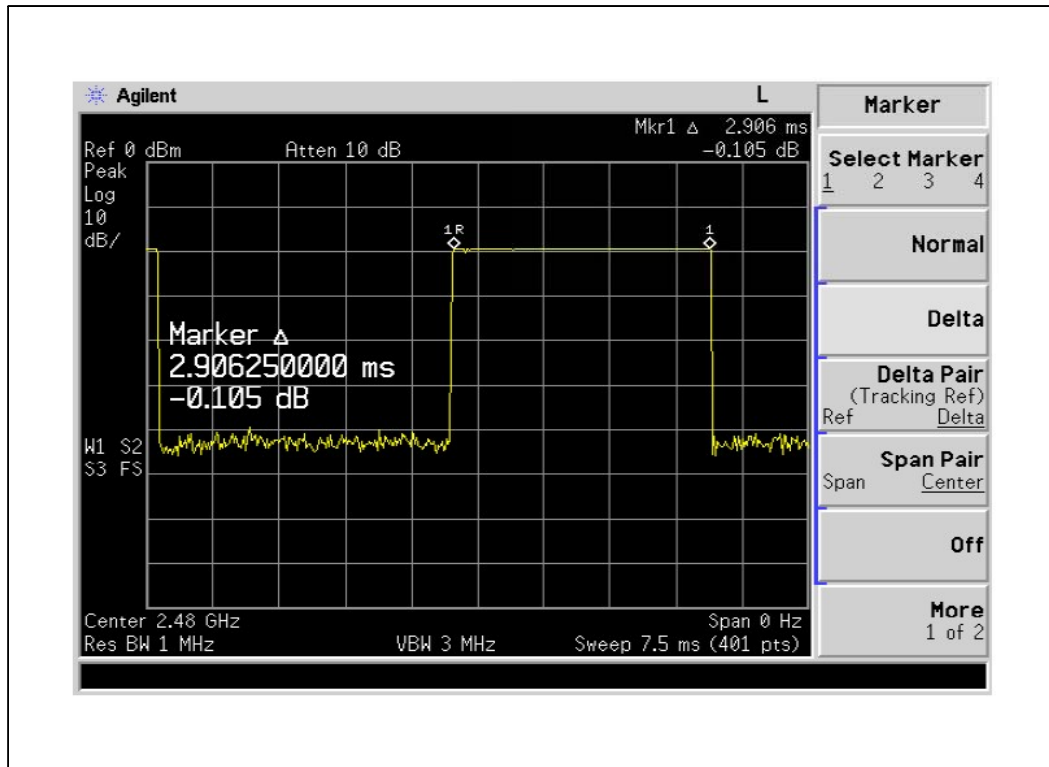 Agilent L
Mkr1 Δ 2.906 ms
Ref 0 dBm Atten 10 dB -0.105 dB
Peak
Log
10
dB/
1R 1
Marker Δ
2.906250000 ms
-0.105 dB
W1 S2
S3 FS
Center 2.48 GHz Span 0 Hz
Res BW 1 MHz VBW 3 MHz Sweep 7.5 ms (401 pts)
Marker
Select Marker
1 2 3 4
Normal
Delta
Delta Pair
(Tracking Ref)
Ref Delta
Span Pair
Span Center
Off
More
1 of 2